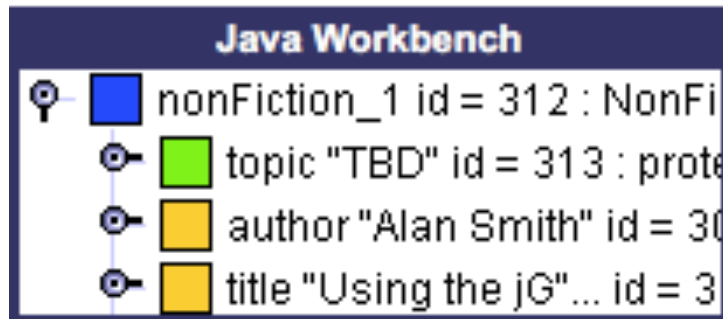 Java Workbench
nonFiction_1 id = 312 : NonFi
topic "TBD" id = 313 : prote
author "Alan Smith" id = 30
title "Using the jG"... id = 3